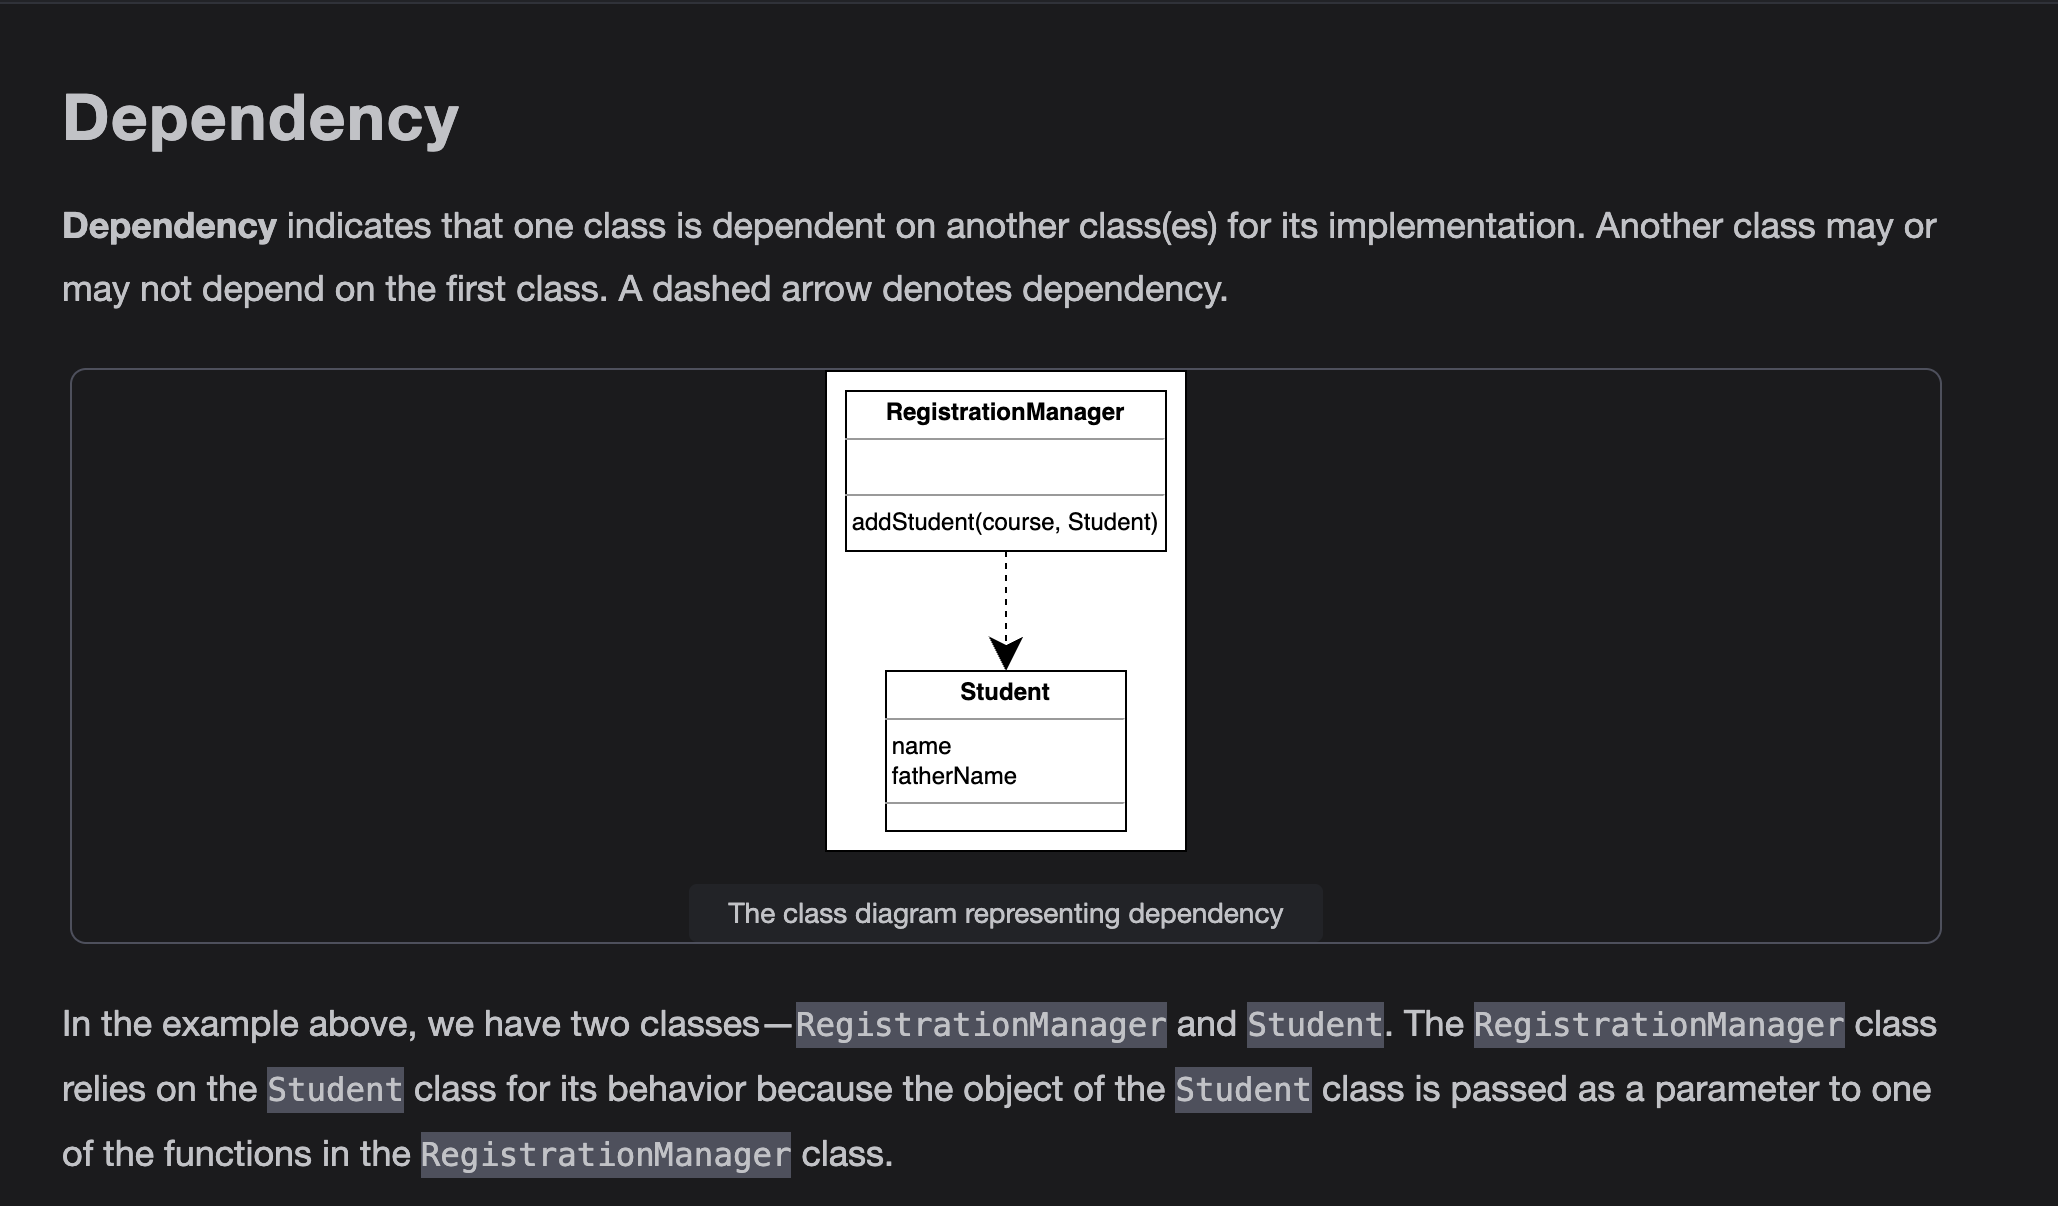 Dependency
Dependency indicates that one class is dependent on another class(es) for its implementation. Another class may or
may not depend on the first class. A dashed arrow denotes dependency.
RegistrationManager
addStudent(course, Student)
Student
name
fatherName
The class diagram representing dependency
In the example above, we have two classes—RegistrationManager and Student. The RegistrationManager class
relies on the Student class for its behavior because the object of the Student class is passed as a parameter to one
of the functions in the RegistrationManager class.